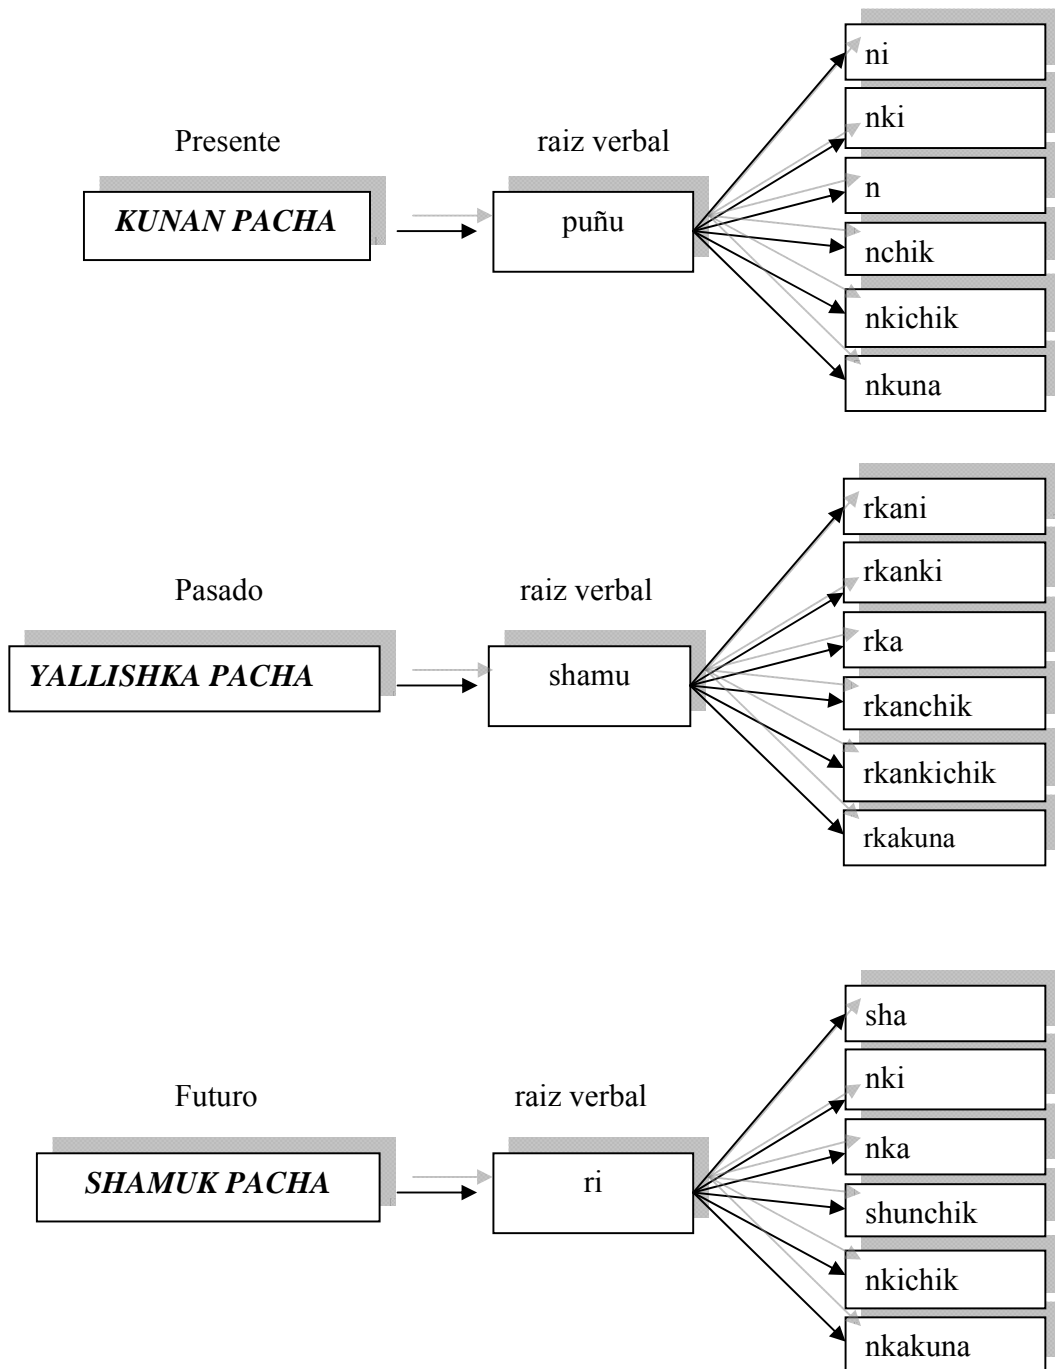 ni
nki
Presente raiz verbal
KUNAN PACHA puñu n
nchik
nkichik
nkuna
rkani
rkanki
Pasado raiz verbal
rka
YALLISHKA PACHA shamu
rkanchik
rkankichik
rkakuna
sha
nki
Futuro raiz verbal
nka
SHAMUK PACHA ri
shunchik
nkichik
nkakuna